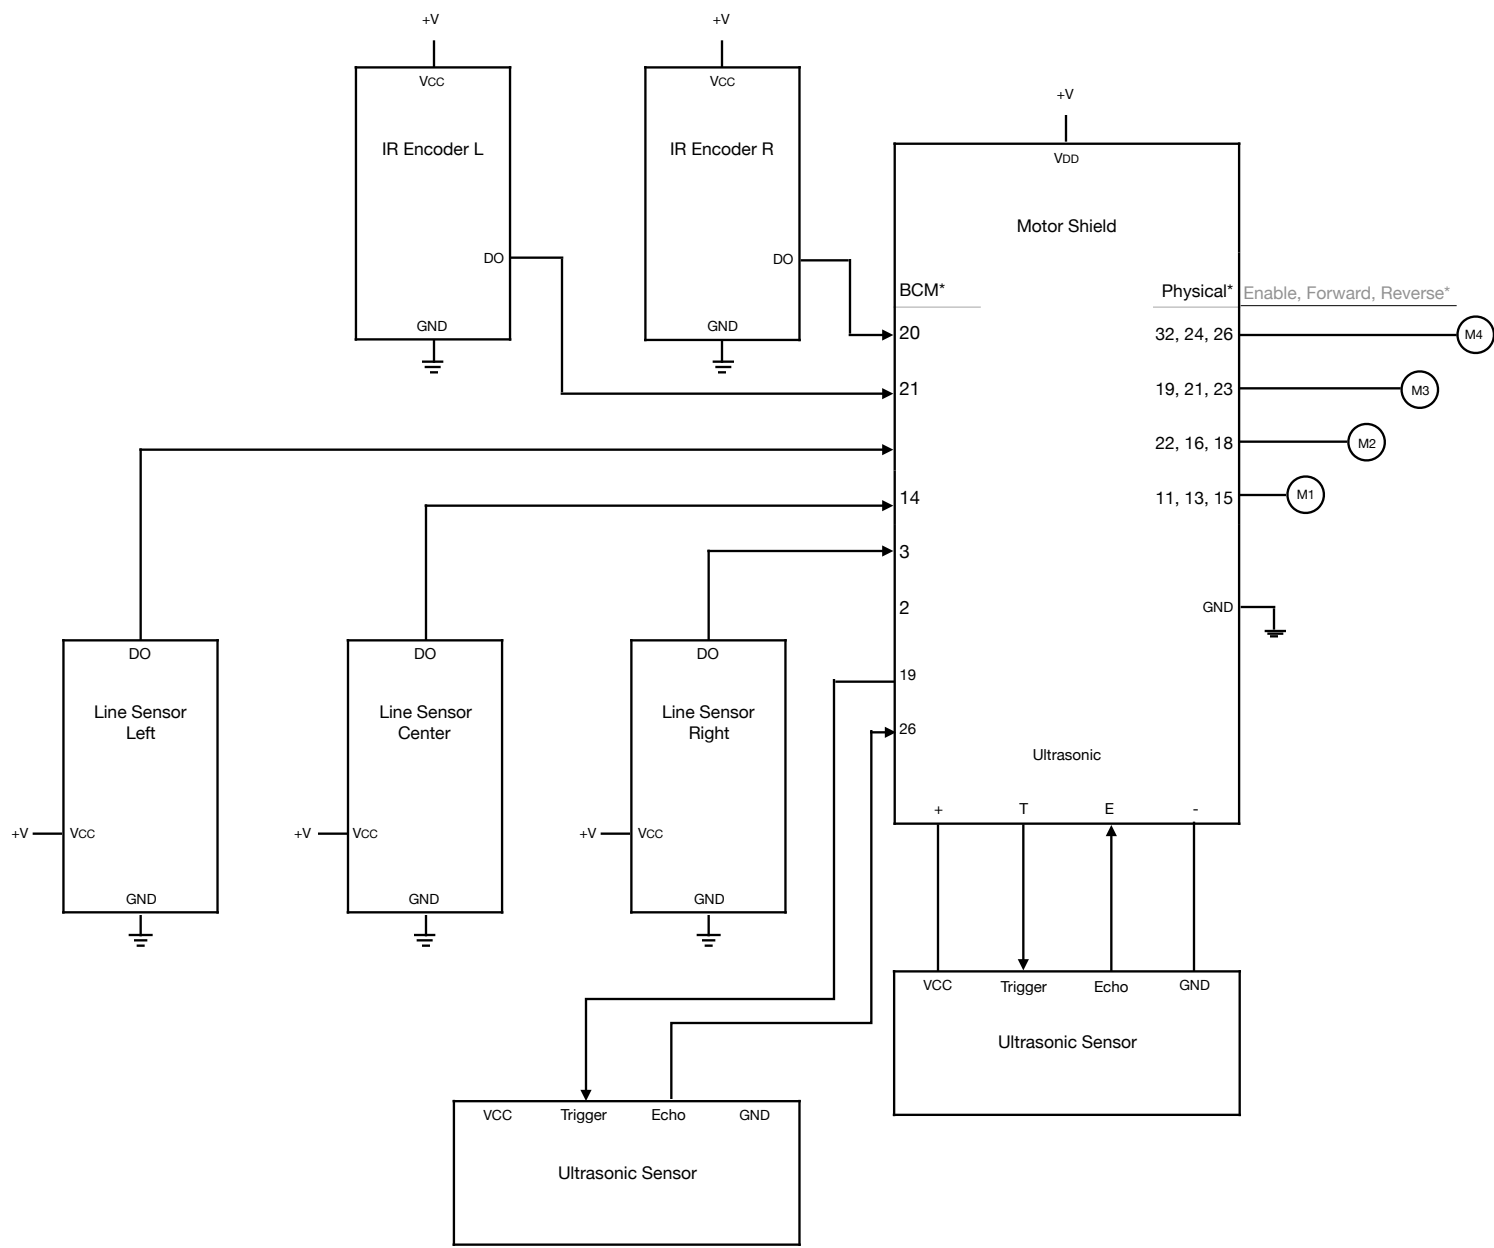 +V
VCC
IR Encoder L
DO
GND
+V
VCC
IR Encoder R
DO
GND
+V
VDD
Motor Shield
BCM*
20
21
14
3
2
19
26
Physical* Enable, Forward, Reverse*
32, 24, 26
M4
19, 21, 23
M3
22, 16, 18
M2
11, 13, 15
M1
GND
Ultrasonic
+ T E -
DO
Line Sensor
Left
+V VCC
GND
DO
Line Sensor
Center
+V VCC
GND
DO
Line Sensor
Right
+V VCC
GND
VCC Trigger Echo GND
Ultrasonic Sensor
VCC Trigger Echo GND
Ultrasonic Sensor